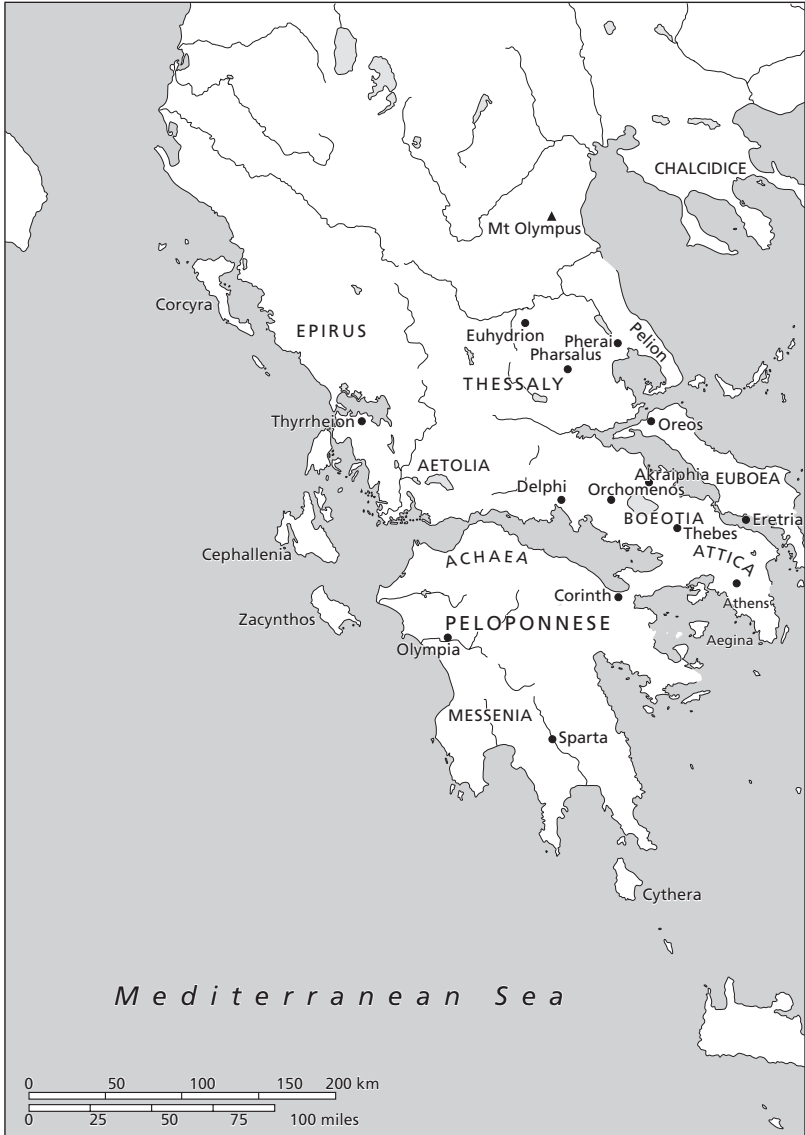 CHALCIDICE
Mt Olympus
Corcyra
EPIRUS
Euhydrion
Pherai
Pelion
Pharsalus
THESSALY
Thyrrheion
Oreos
AETOLIA
Akraiphia
EUBOEA
Delphi
Orchomenos
BOEOTIA
Eretria
Thebes
Cephallenia
ACHAEA
ATTICA
Corinth
Athens
Zacynthos
PELOPONNESE
Aegina
Olympia
MESSENIA
Sparta
Cythera
Mediterranean Sea
0 50 100 150 200 km
0 25 50 75 100 miles